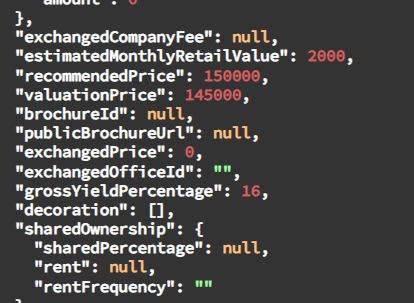 amount": 0
},
"exchangedCompanyFee": null,
"estimatedMonthlyRetailValue": 2000,
"recommendedPrice": 150000,
"valuationPrice": 145000,
"brochureId": null,
"publicBrochureUrl": null,
"exchangedPrice": 0,
"exchangedOfficeId": "",
"grossYieldPercentage": 16,
"decoration": [],
"sharedOwnership": {
"sharedPercentage": null,
"rent": null,
"rentFrequency": ""
}